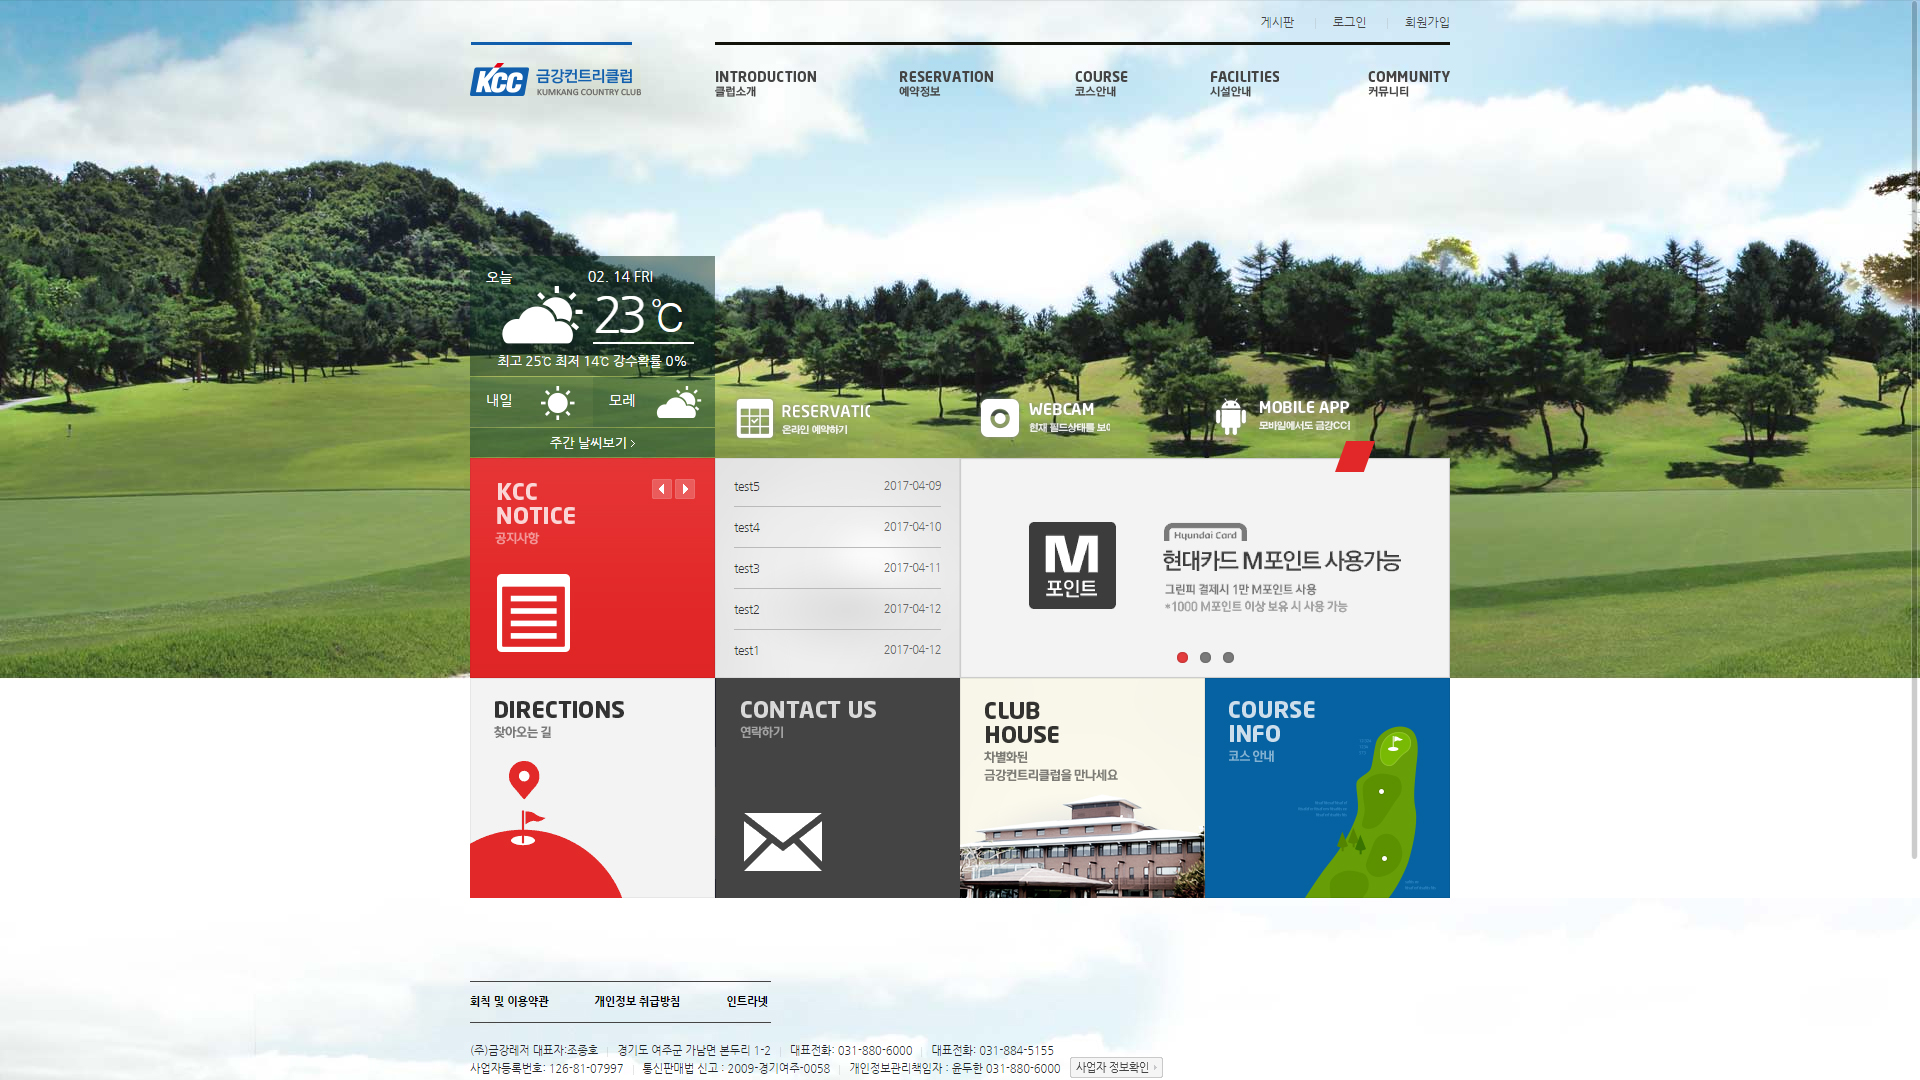 게시판
로그인
회원가입
KCC 금강컨트리클럽
KUMKANG COUNTRY CLUB
INTRODUCTION
클럽소개
RESERVATION
예약정보
COURSE
코스안내
FACILITIES
시설안내
COMMUNITY
커뮤니티
오늘
02. 14 FRI
23℃
최고 25℃ 최저 14℃ 강수확률 0%
내일
모레
주간 날씨보기
RESERVATIO
온라인 예약하기
WEBCAM
현재 필드상태를 보
MOBILE APP
모바일에서도 금강CC
KCC
NOTICE
공지사항
test5 2017-04-09
test4 2017-04-10
test3 2017-04-11
test2 2017-04-12
test1 2017-04-12
M
포인트
Hyundai Card
현대카드 M포인트 사용가능
그린피 결제시 1만 M포인트 사용
*1000 M포인트 이상 보유 시 사용 가능
DIRECTIONS
찾아오는 길
CONTACT US
연락하기
CLUB
HOUSE
차별화된
금강컨트리클럽을 만나세요
COURSE
INFO
코스 안내
회칙 및 이용약관
개인정보 취급방침
인트라넷
(주)금강레저 대표자:조종호 경기도 여주군 가남면 본두리 1-2 대표전화: 031-880-6000 대표전화: 031-884-5155
사업자등록번호: 126-81-07997 통신판매법 신고 : 2009-경기여주-0058 개인정보관리책임자 : 윤두한 031-880-6000 사업자 정보확인